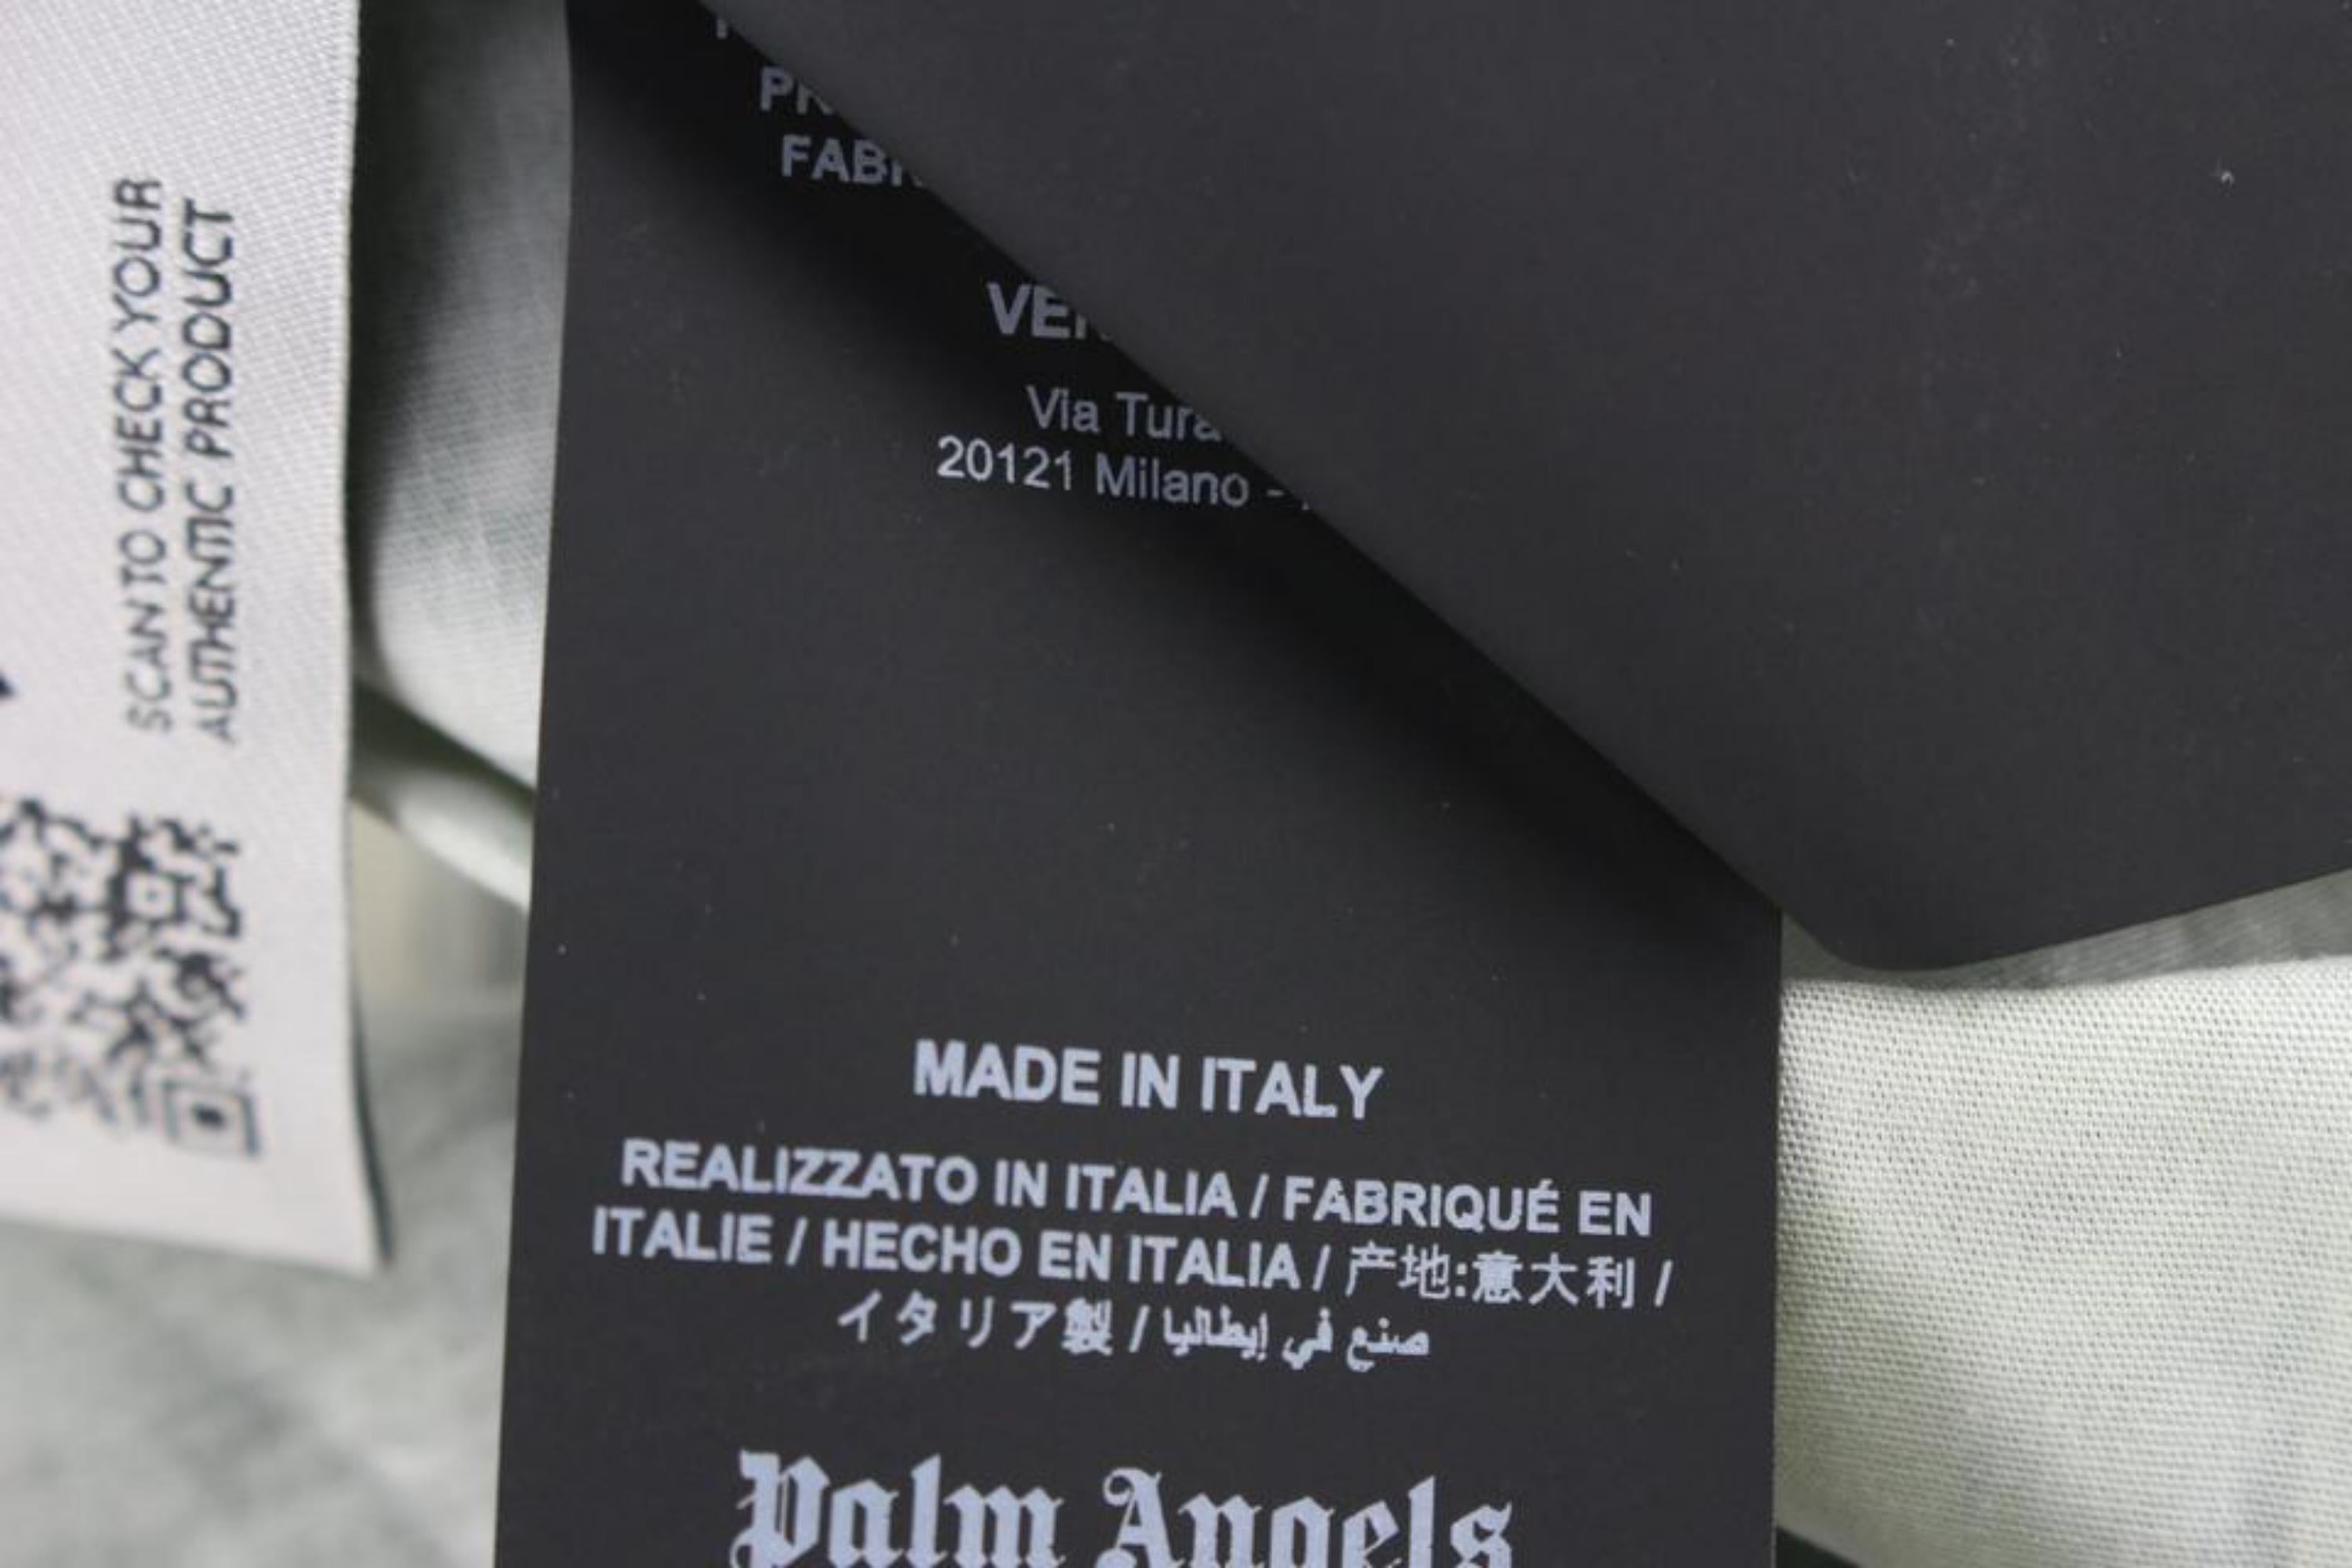 SCAN TO CHECK YOUR
AUTHENTIC PRODUCT
Via
20121 Milano -
MADE IN ITALY
REALIZZATO IN ITALIA / FABRIQUÉ EN
ITALIE / HECHO EN ITALIA / 产地:意大利 /
イタリア製 / صنع في إيطاليا
Palm Angels